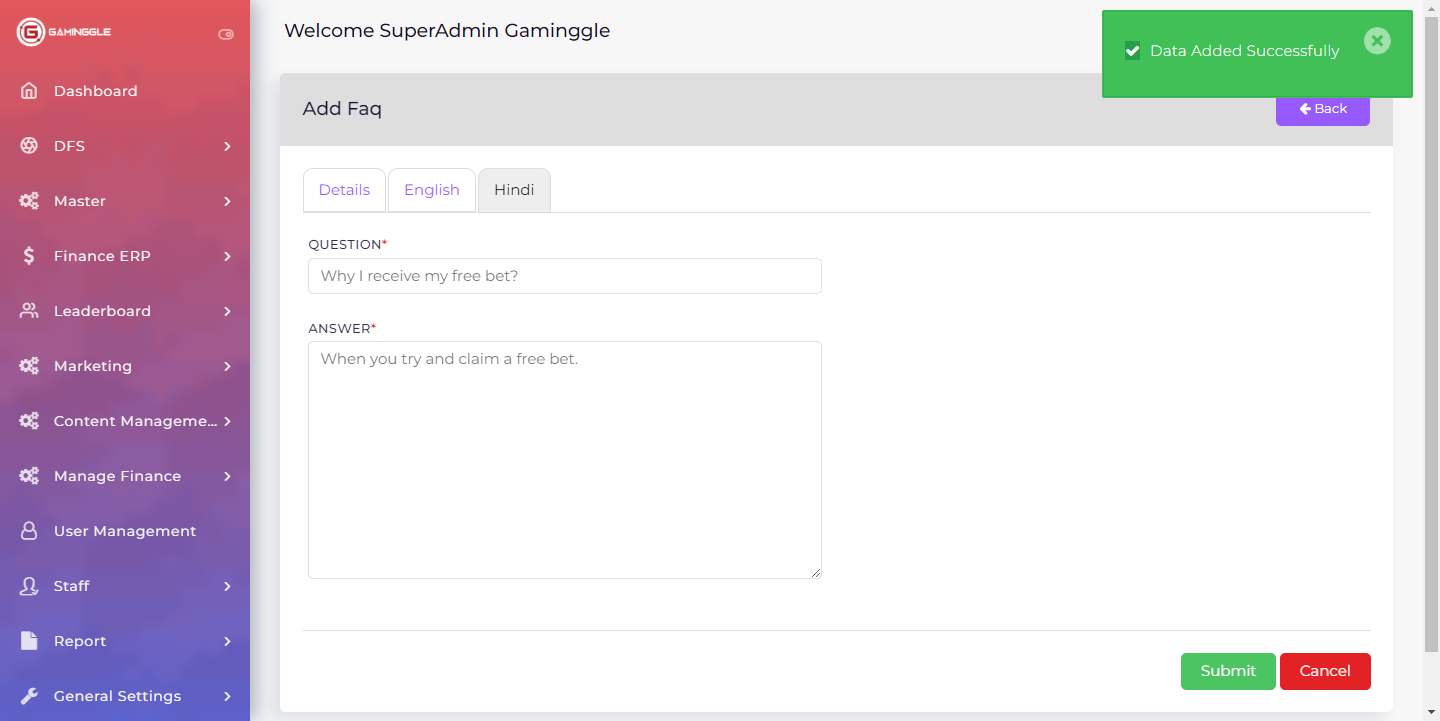 GAMINGGLE
Dashboard
DFS
Master
Finance ERP
Leaderboard
Marketing
Content Manageme...
Manage Finance
User Management
Staff
Report
General Settings
Welcome SuperAdmin Gaminggle
Data Added Successfully
Add Faq
Back
Details
English
Hindi
QUESTION*
Why I receive my free bet?
ANSWER*
When you try and claim a free bet.
Submit
Cancel